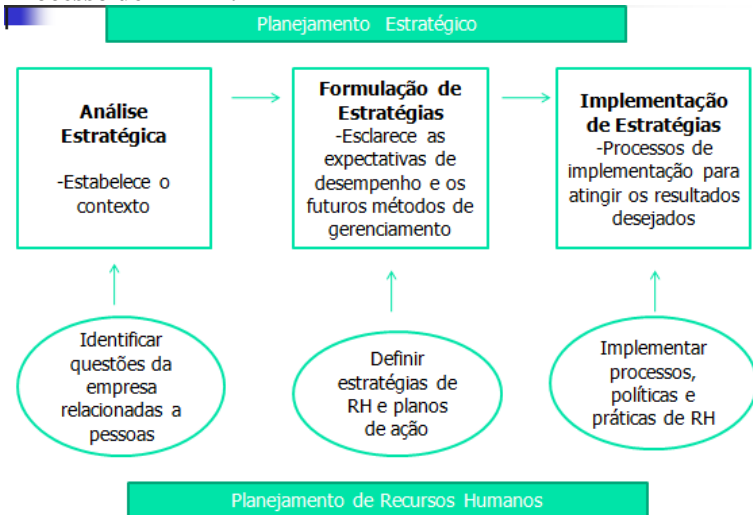 Planejamento Estratégico
Análise
Estratégica
-Estabelece o
contexto
Formulação de
Estratégias
-Esclarece as
expectativas de
desempenho e os
futuros métodos de
gerenciamento
Implementação
de Estratégias
-Processos de
implementação para
atingir os resultados
desejados
Identificar
questões da
empresa
relacionadas a
pessoas
Definir
estratégias de
RH e planos
de ação
Implementar
processos,
políticas e
práticas de RH
Planejamento de Recursos Humanos